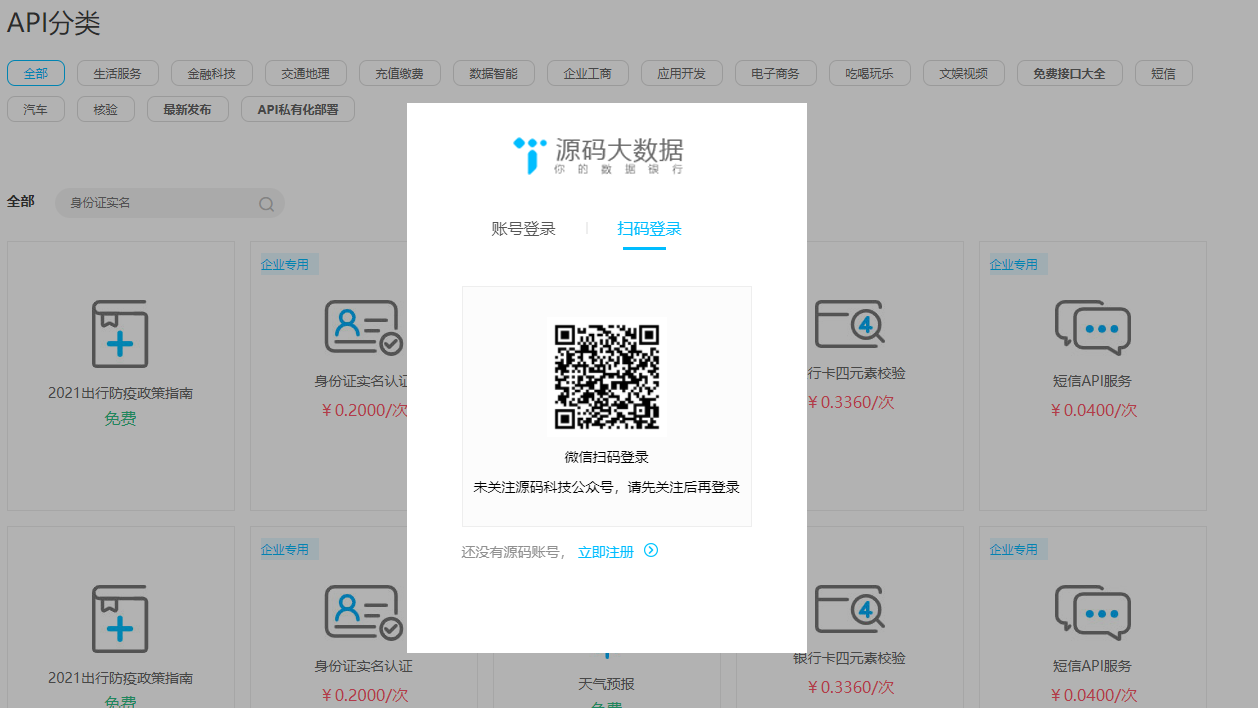 API分类
全部 生活服务 金融科技 交通地理 充值缴费 数据智能 企业工商 应用开发 电子商务 吃喝玩乐 文娱视频 免费接口大全 短信
汽车 核验 最新发布 API私有化部署
源码大数据
你的数据银行
全部 身份证实名
账号登录 扫码登录
企业专用 企业专用
2021出行防疫政策指南
免费
身份证实名认证
￥0.2000/次
行卡四元素校验
￥0.3360/次
短信API服务
￥0.0400/次
微信扫码登录
未关注源码科技公众号，请先关注后再登录
还没有源码账号， 立即注册
企业专用 企业专用
2021出行防疫政策指南
免费
身份证实名认证
￥0.2000/次
天气预报
免费
银行卡四元素校验
￥0.3360/次
短信API服务
￥0.0400/次